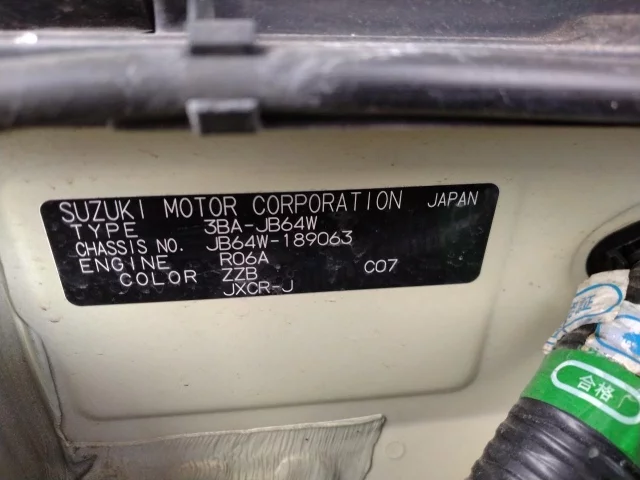 SUZUKI MOTOR CORPORATION JAPAN
TYPE 3BA-JB64W
CHASSIS NO. JB64W-189063
ENGINE R06A
COLOR ZZB C07
JXCR-J
合格